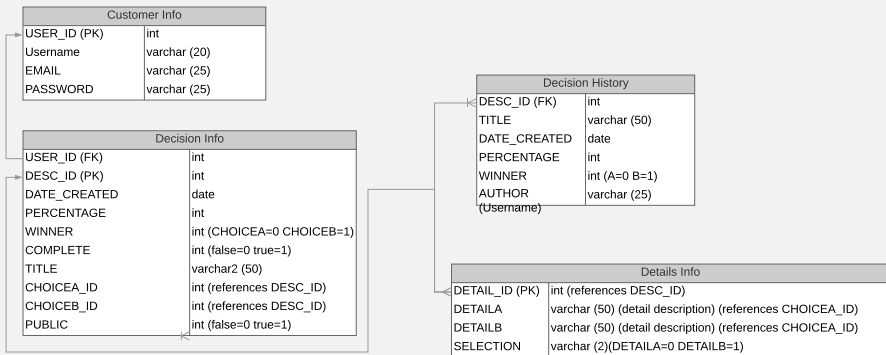 Customer Info
USER_ID (PK) int
Username varchar (20)
EMAIL varchar (25)
PASSWORD varchar (25)
Decision Info
USER_ID (FK) int
DESC_ID (PK) int
DATE_CREATED date
PERCENTAGE int
WINNER int (CHOICEA=0 CHOICEB=1)
COMPLETE int (false=0 true=1)
TITLE varchar2 (50)
CHOICEA_ID int (references DESC_ID)
CHOICEB_ID int (references DESC_ID)
PUBLIC int (false=0 true=1)
Decision History
DESC_ID (FK) int
TITLE varchar (50)
DATE_CREATED date
PERCENTAGE int
WINNER int (A=0 B=1)
AUTHOR varchar (25)
(Username)
Details Info
DETAIL_ID (PK) int (references DESC_ID)
DETAILA varchar (50) (detail description) (references CHOICEA_ID)
DETAILB varchar (50) (detail description) (references CHOICEA_ID)
SELECTION varchar (2)(DETAILA=0 DETAILB=1)